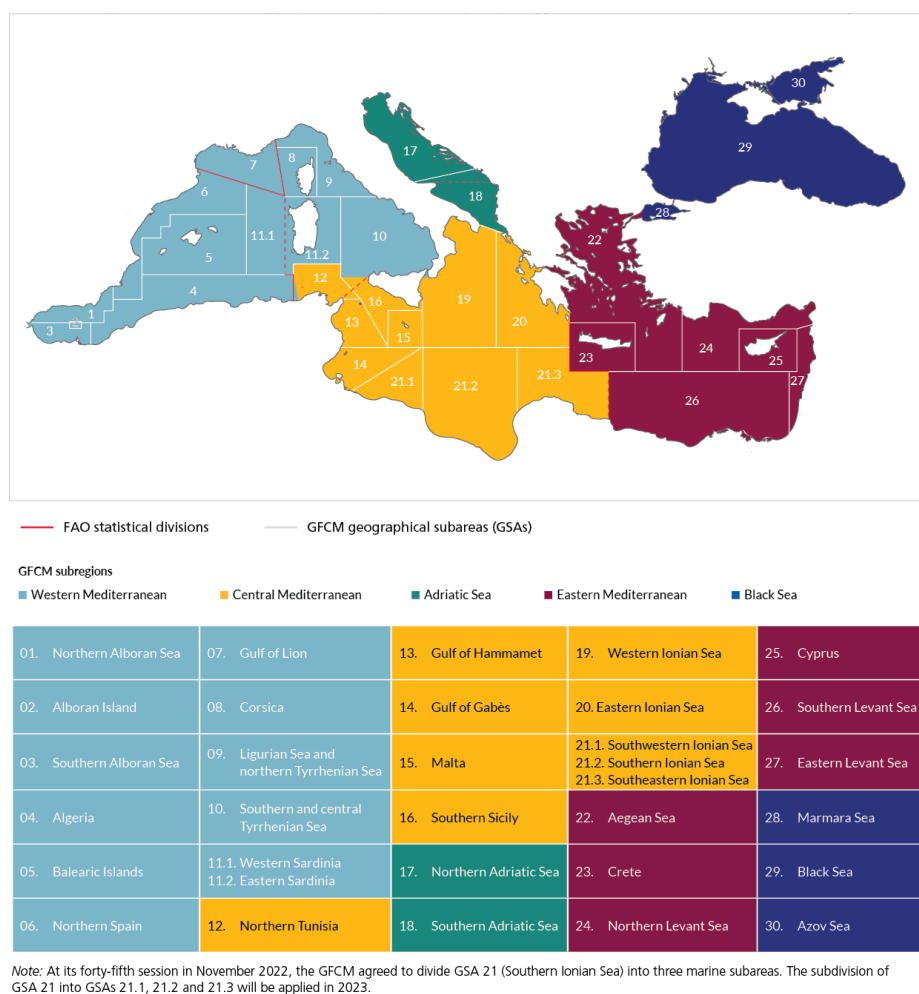 30
17
29
8
7
9
18
6
28
22
11.1
10
5
11.2
12
4
16
19
1
13
20
3
15
24
23
25
14
21.1
21.2
21.3
27
26
FAO statistical divisions
GFCM geographical subareas (GSAs)
GFCM subregions
Western Mediterranean
Central Mediterranean
Adriatic Sea
Eastern Mediterranean
Black Sea
01. Northern Alboran Sea
02. Alboran Island
03. Southern Alboran Sea
04. Algeria
05. Balearic Islands
06. Northern Spain
07. Gulf of Lion
08. Corsica
09. Ligurian Sea and
northern Tyrrhenian Sea
10. Southern and central
Tyrrhenian Sea
11.1. Western Sardinia
11.2. Eastern Sardinia
12. Northern Tunisia
13. Gulf of Hammamet
14. Gulf of Gabès
15. Malta
16. Southern Sicily
17. Northern Adriatic Sea
18. Southern Adriatic Sea
19. Western Ionian Sea
20. Eastern Ionian Sea
21.1. Southwestern Ionian Sea
21.2. Southern Ionian Sea
21.3. Southeastern Ionian Sea
22. Aegean Sea
23. Crete
24. Northern Levant Sea
25. Cyprus
26. Southern Levant Sea
27. Eastern Levant Sea
28. Marmara Sea
29. Black Sea
30. Azov Sea
Note: At its forty-fifth session in November 2022, the GFCM agreed to divide GSA 21 (Southern Ionian Sea) into three marine subareas. The subdivision of
GSA 21 into GSAs 21.1, 21.2 and 21.3 will be applied in 2023.